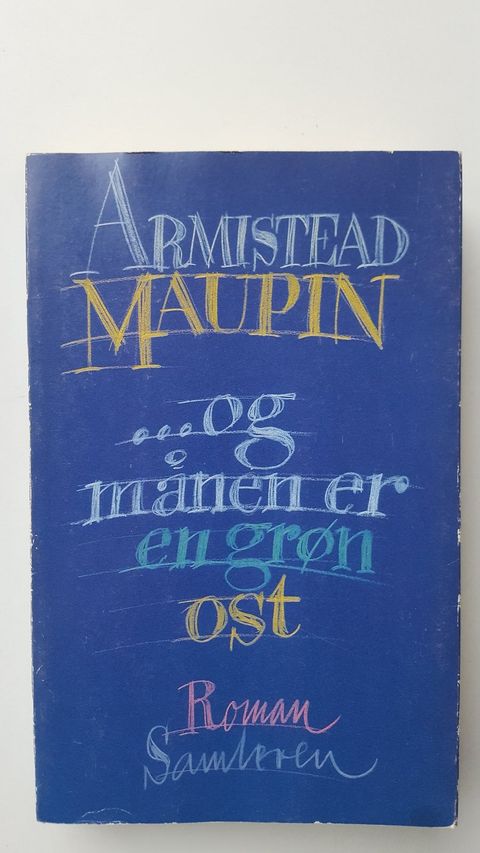 ARMISTEAD
MAUPIN
...og
månen er
en grøn
ost
Roman
Samleren